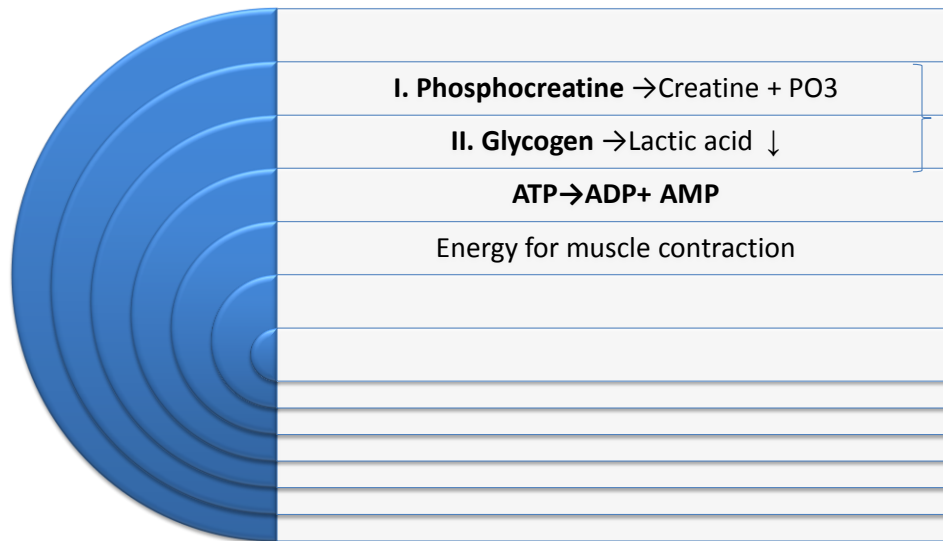 I. Phosphocreatine →Creatine + PO3
II. Glycogen →Lactic acid ↓
ATP→ADP+ AMP
Energy for muscle contraction